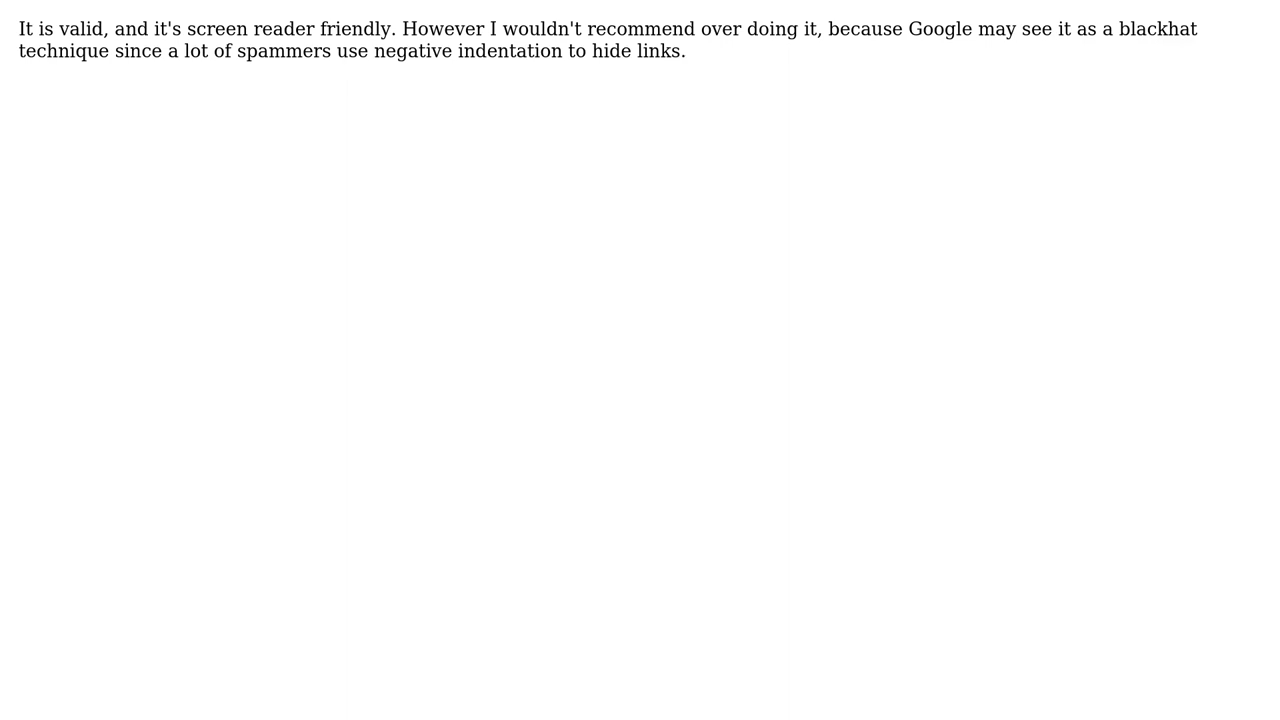 It is valid, and it's screen reader friendly. However I wouldn't recommend over doing it, because Google may see it as a blackhat
technique since a lot of spammers use negative indentation to hide links.